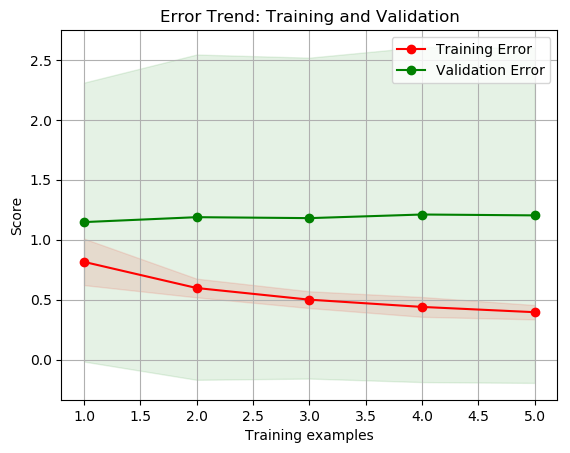 Error Trend: Training and Validation
Training Error
Validation Error
2.5
2.0
1.5
1.0
0.5
0.0
Score
1.0 1.5 2.0 2.5 3.0 3.5 4.0 4.5 5.0
Training examples